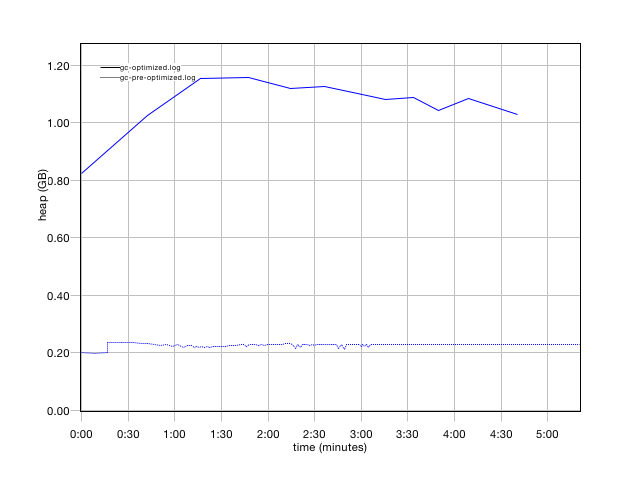 1.20
gc-optimized.log
gc-pre-optimized.log
1.00
0.80
heap (GB)
0.60
0.40
0.20
0.00
0:00 0:30 1:00 1:30 2:00 2:30 3:00 3:30 4:00 4:30 5:00
time (minutes)